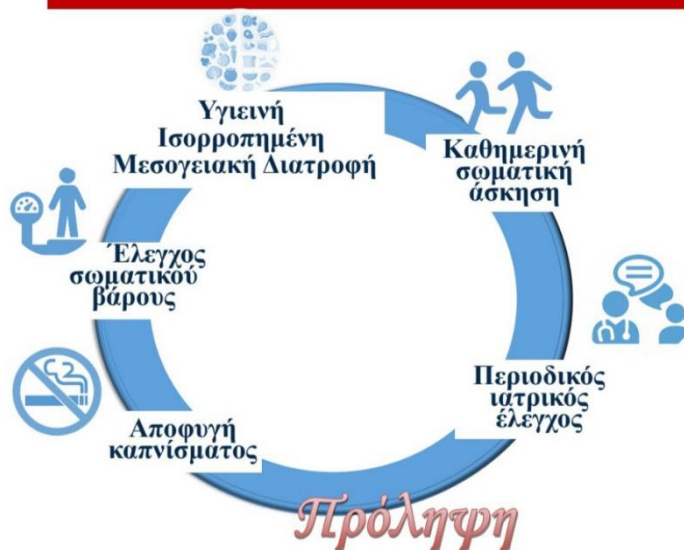 Υγιεινή
Ισορροπημένη
Μεσογειακή Διατροφή
Καθημερινή
σωματική
άσκηση
Περιοδικός
ιατρικός
έλεγχος
Πρόληψη
Αποφυγή
καπνίσματος
Έλεγχος
σωματικού
βάρους